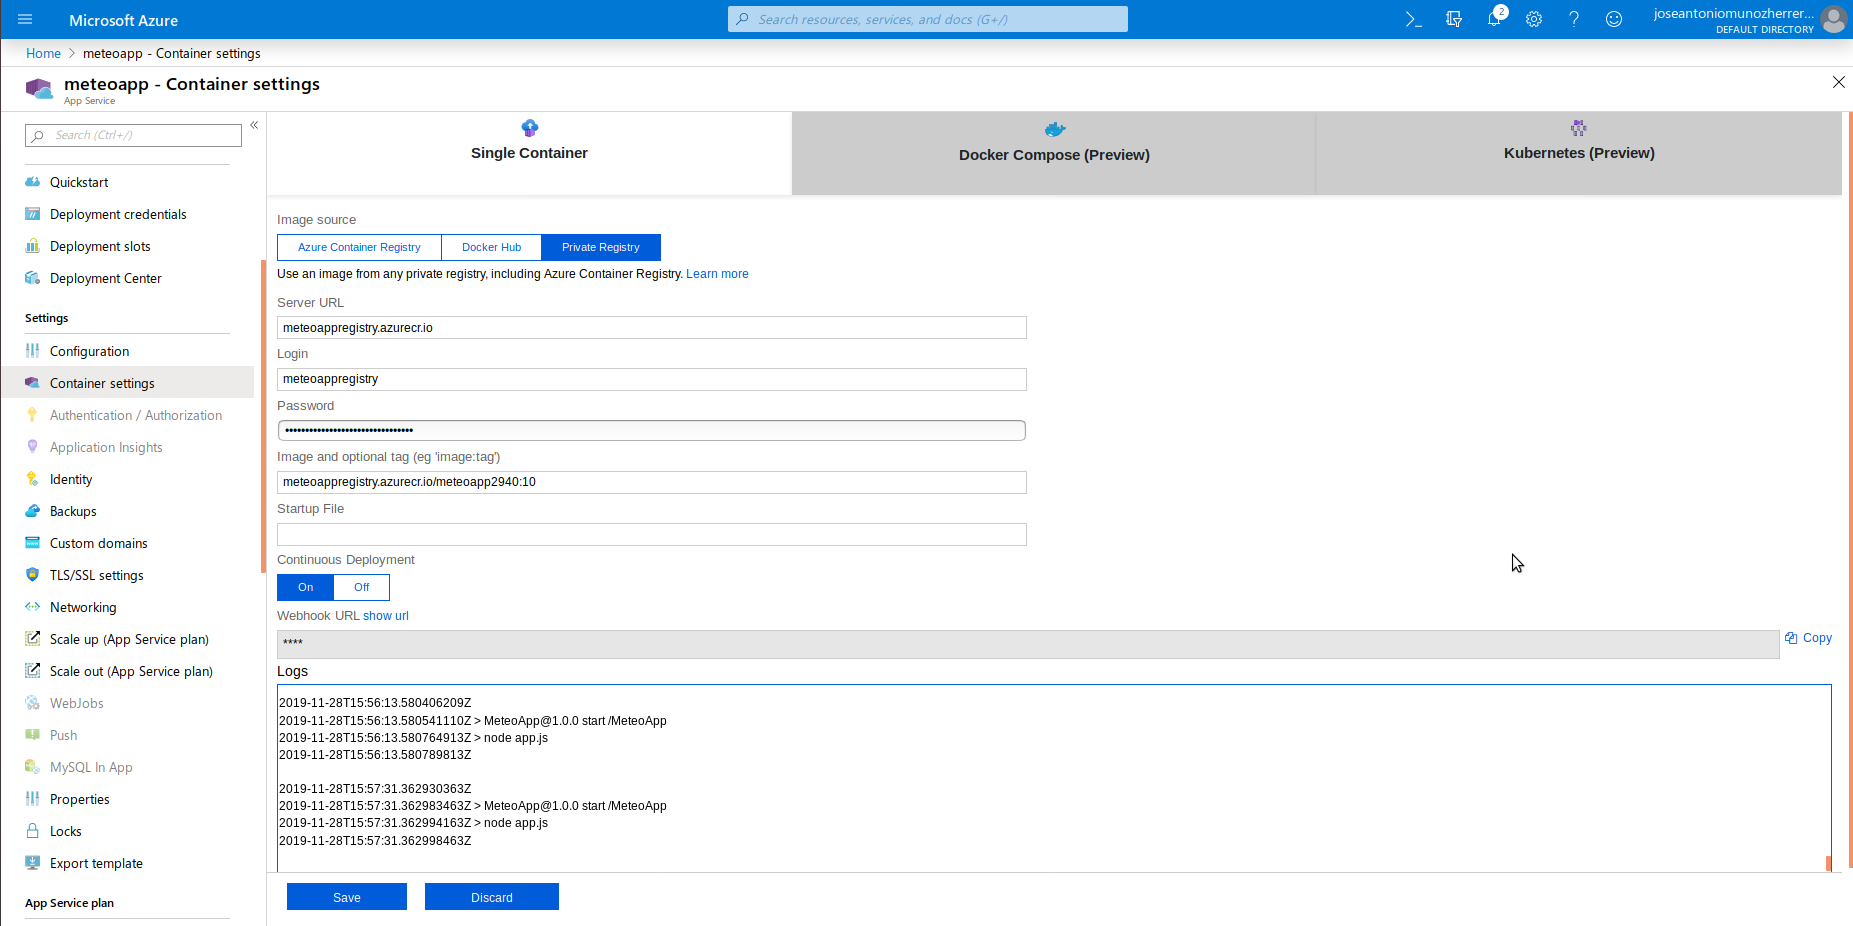 Microsoft Azure
Search resources, services, and docs (G+/)
2
joseantoniomunozherrer...
DEFAULT DIRECTORY
Home > meteoapp - Container settings
meteoapp - Container settings
App Service
Search (Ctrl+/)
«
Quickstart
Deployment credentials
Deployment slots
Deployment Center
Settings
Configuration
Container settings
Authentication / Authorization
Application Insights
Identity
Backups
Custom domains
TLS/SSL settings
Networking
Scale up (App Service plan)
Scale out (App Service plan)
WebJobs
Push
MySQL In App
Properties
Locks
Export template
App Service plan
Single Container
Docker Compose (Preview)
Kubernetes (Preview)
Image source
Azure Container Registry
Docker Hub
Private Registry
Use an image from any private registry, including Azure Container Registry. Learn more
Server URL
meteoappregistry.azurecr.io
Login
meteoappregistry
Password
Image and optional tag (eg 'image:tag')
meteoappregistry.azurecr.io/meteoapp2940:10
Startup File
Continuous Deployment
On
Off
Webhook URL show url
****
Copy
Logs
2019-11-28T15:56:13.580406209Z
2019-11-28T15:56:13.580541110Z > MeteoApp@1.0.0 start /MeteoApp
2019-11-28T15:56:13.580764913Z > node app.js
2019-11-28T15:56:13.580789813Z
2019-11-28T15:57:31.362930363Z
2019-11-28T15:57:31.362983463Z > MeteoApp@1.0.0 start /MeteoApp
2019-11-28T15:57:31.362994163Z > node app.js
2019-11-28T15:57:31.362998463Z
Save
Discard